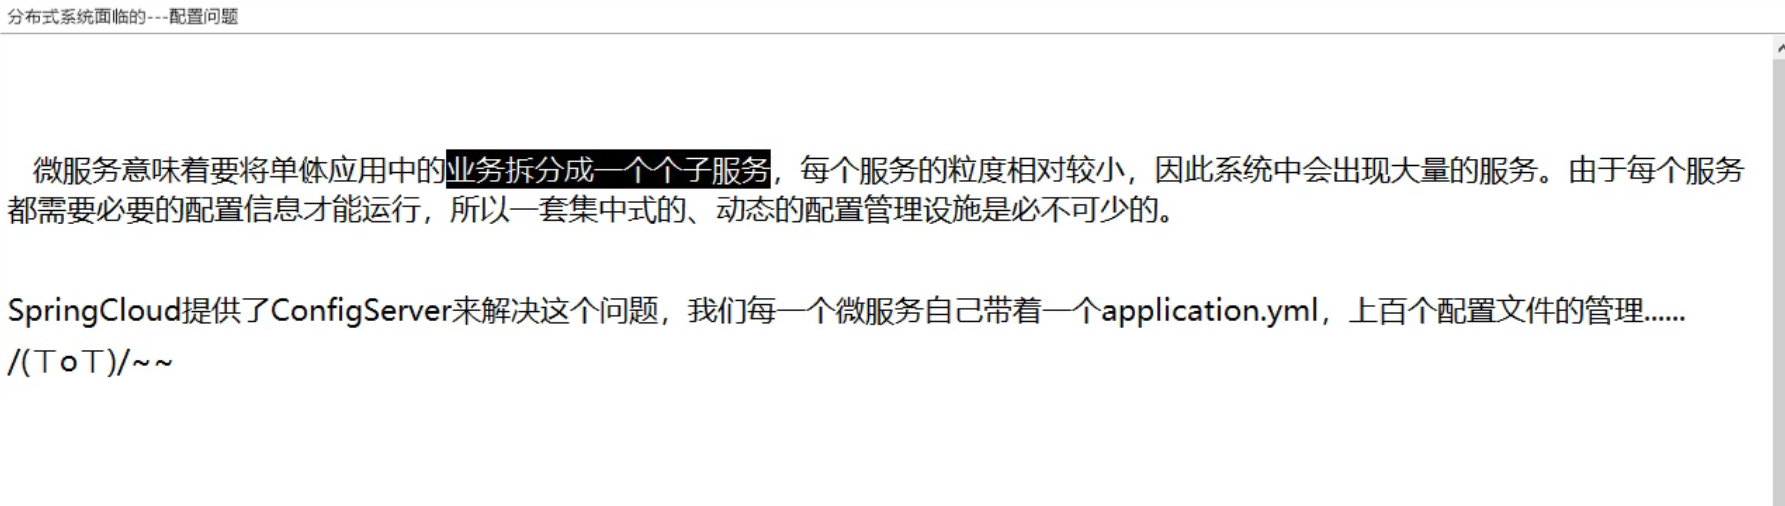 分布式系统面临的---配置问题
微服务意味着要将单体应用中的业务拆分成一个个子服务，每个服务的粒度相对较小，因此系统中会出现大量的服务。由于每个服务
都需要必要的配置信息才能运行，所以一套集中式的、动态的配置管理设施是必不可少的。
SpringCloud提供了ConfigServer来解决这个问题，我们每一个微服务自己带着一个application.yml，上百个配置文件的管理......
/(ㄒoㄒ)/~~